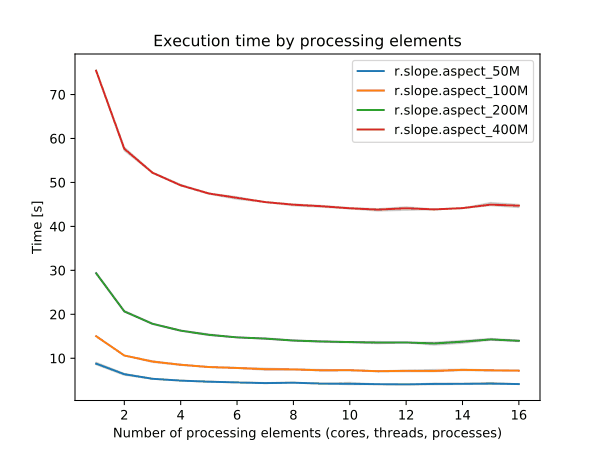 Execution time by processing elements
r.slope.aspect_50M
r.slope.aspect_100M
r.slope.aspect_200M
r.slope.aspect_400M
Time [s]
70
60
50
40
30
20
10
2 4 6 8 10 12 14 16
Number of processing elements (cores, threads, processes)